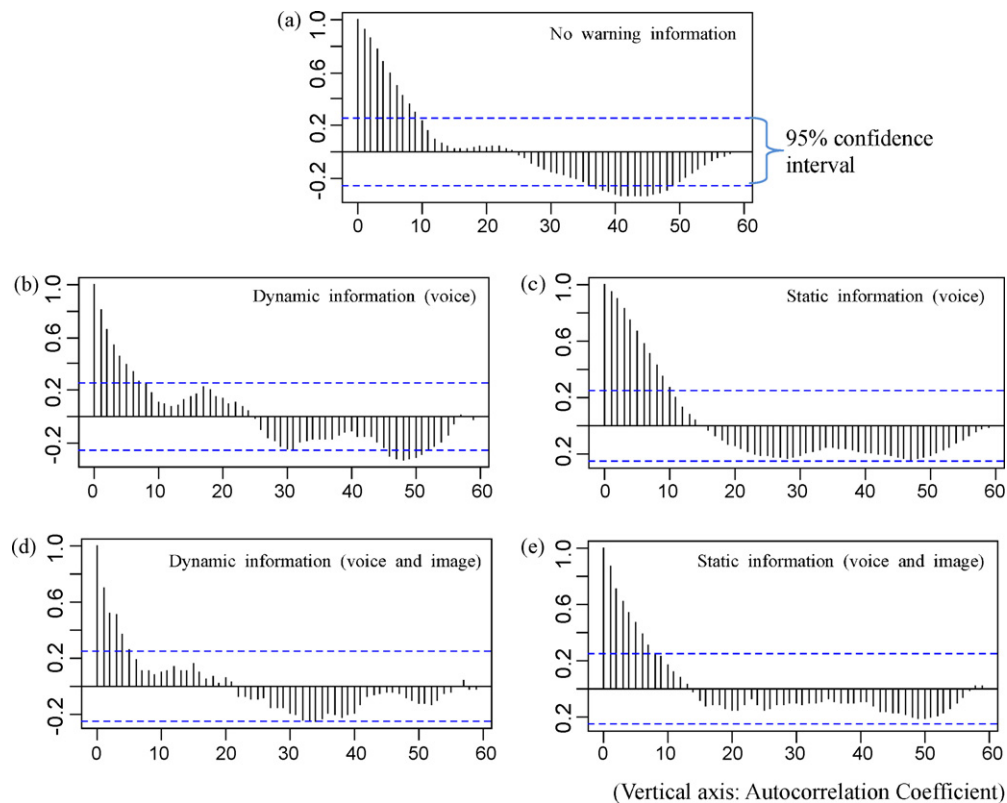 (a)
No warning information
1.0
0.6
0.2
-0.2
0 10 20 30 40 50 60
95% confidence
interval
(b)
Dynamic information (voice)
1.0
0.6
0.2
-0.2
0 10 20 30 40 50 60
(c)
Static information (voice)
1.0
0.6
0.2
0.2
0 10 20 30 40 50 60
(d)
Dynamic information (voice and image)
1.0
0.6
0.2
-0.2
0 10 20 30 40 50 60
(e)
Static information (voice and image)
1.0
0.6
0.2
0.2
0 10 20 30 40 50 60
(Vertical axis: Autocorrelation Coefficient)